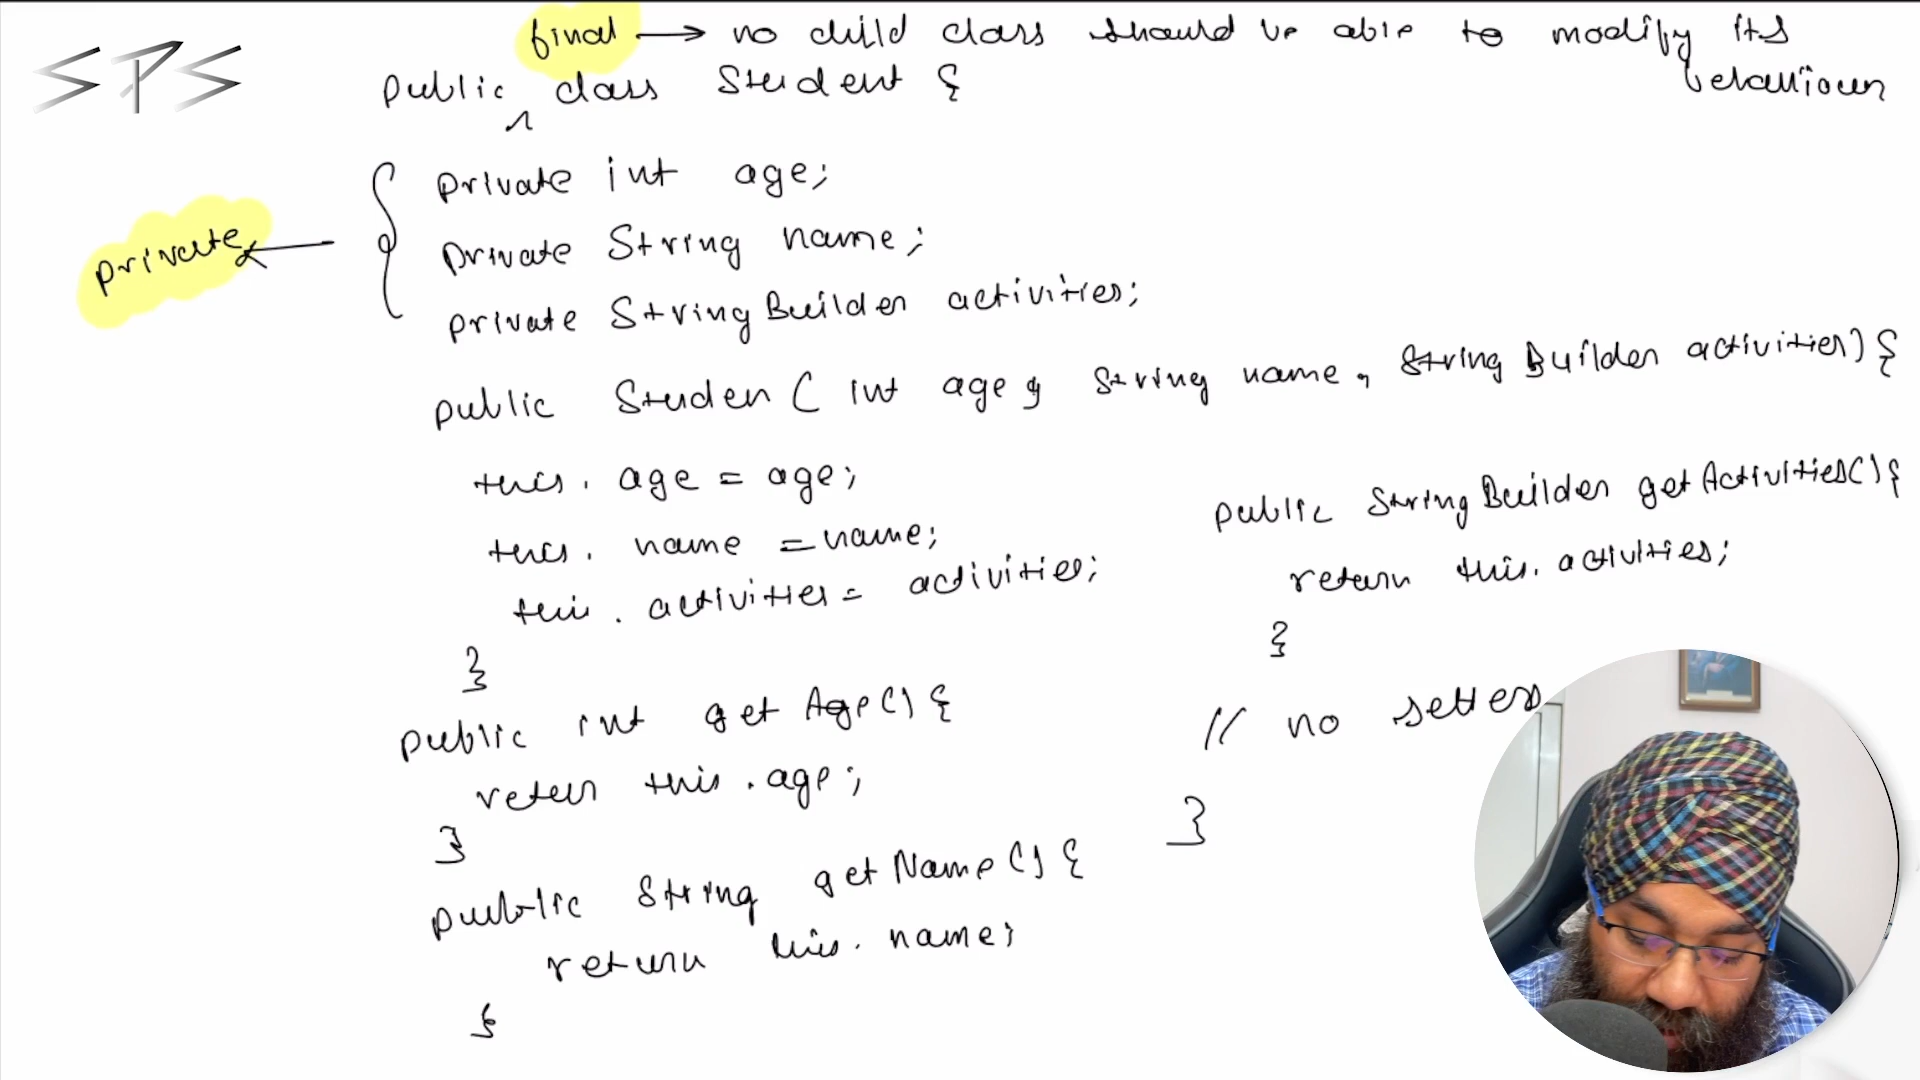 SPS
final → no child class should be able to modify its
behaviour
public ^ class Student {
private
private int age;
private String name;
private StringBuilder activities;
public Studen ( int age, String name, String Builder activities) {
this. age = age;
this. name = name;
this. activities = activities;
}
public int getAge() {
return this.age;
}
public String getName() {
return this. name;
}
public StringBuilder getActivities() {
return this. activities;
}
// no setters
}